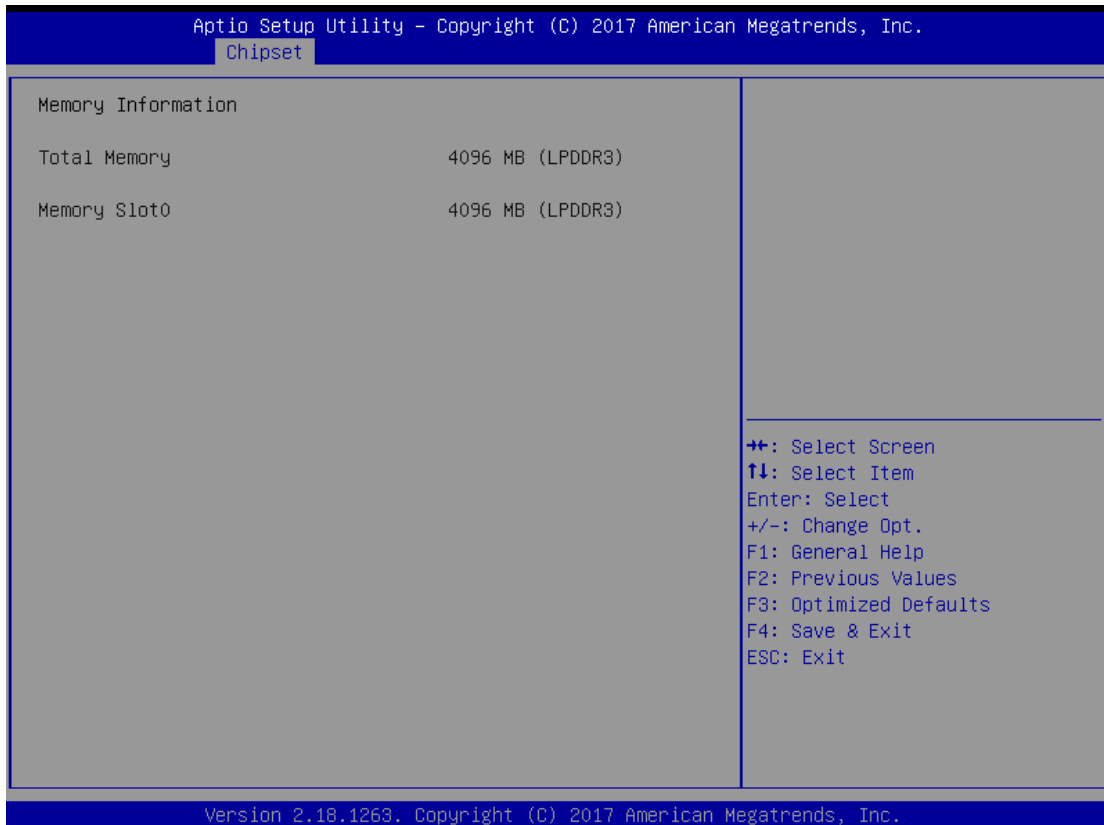 Aptio Setup Utility – Copyright (C) 2017 American Megatrends, Inc.
Chipset
Memory Information
Total Memory 4096 MB (LPDDR3)
Memory Slot0 4096 MB (LPDDR3)
→←: Select Screen
↑↓: Select Item
Enter: Select
+/-: Change Opt.
F1: General Help
F2: Previous Values
F3: Optimized Defaults
F4: Save & Exit
ESC: Exit
Version 2.18.1263. Copyright (C) 2017 American Megatrends, Inc.